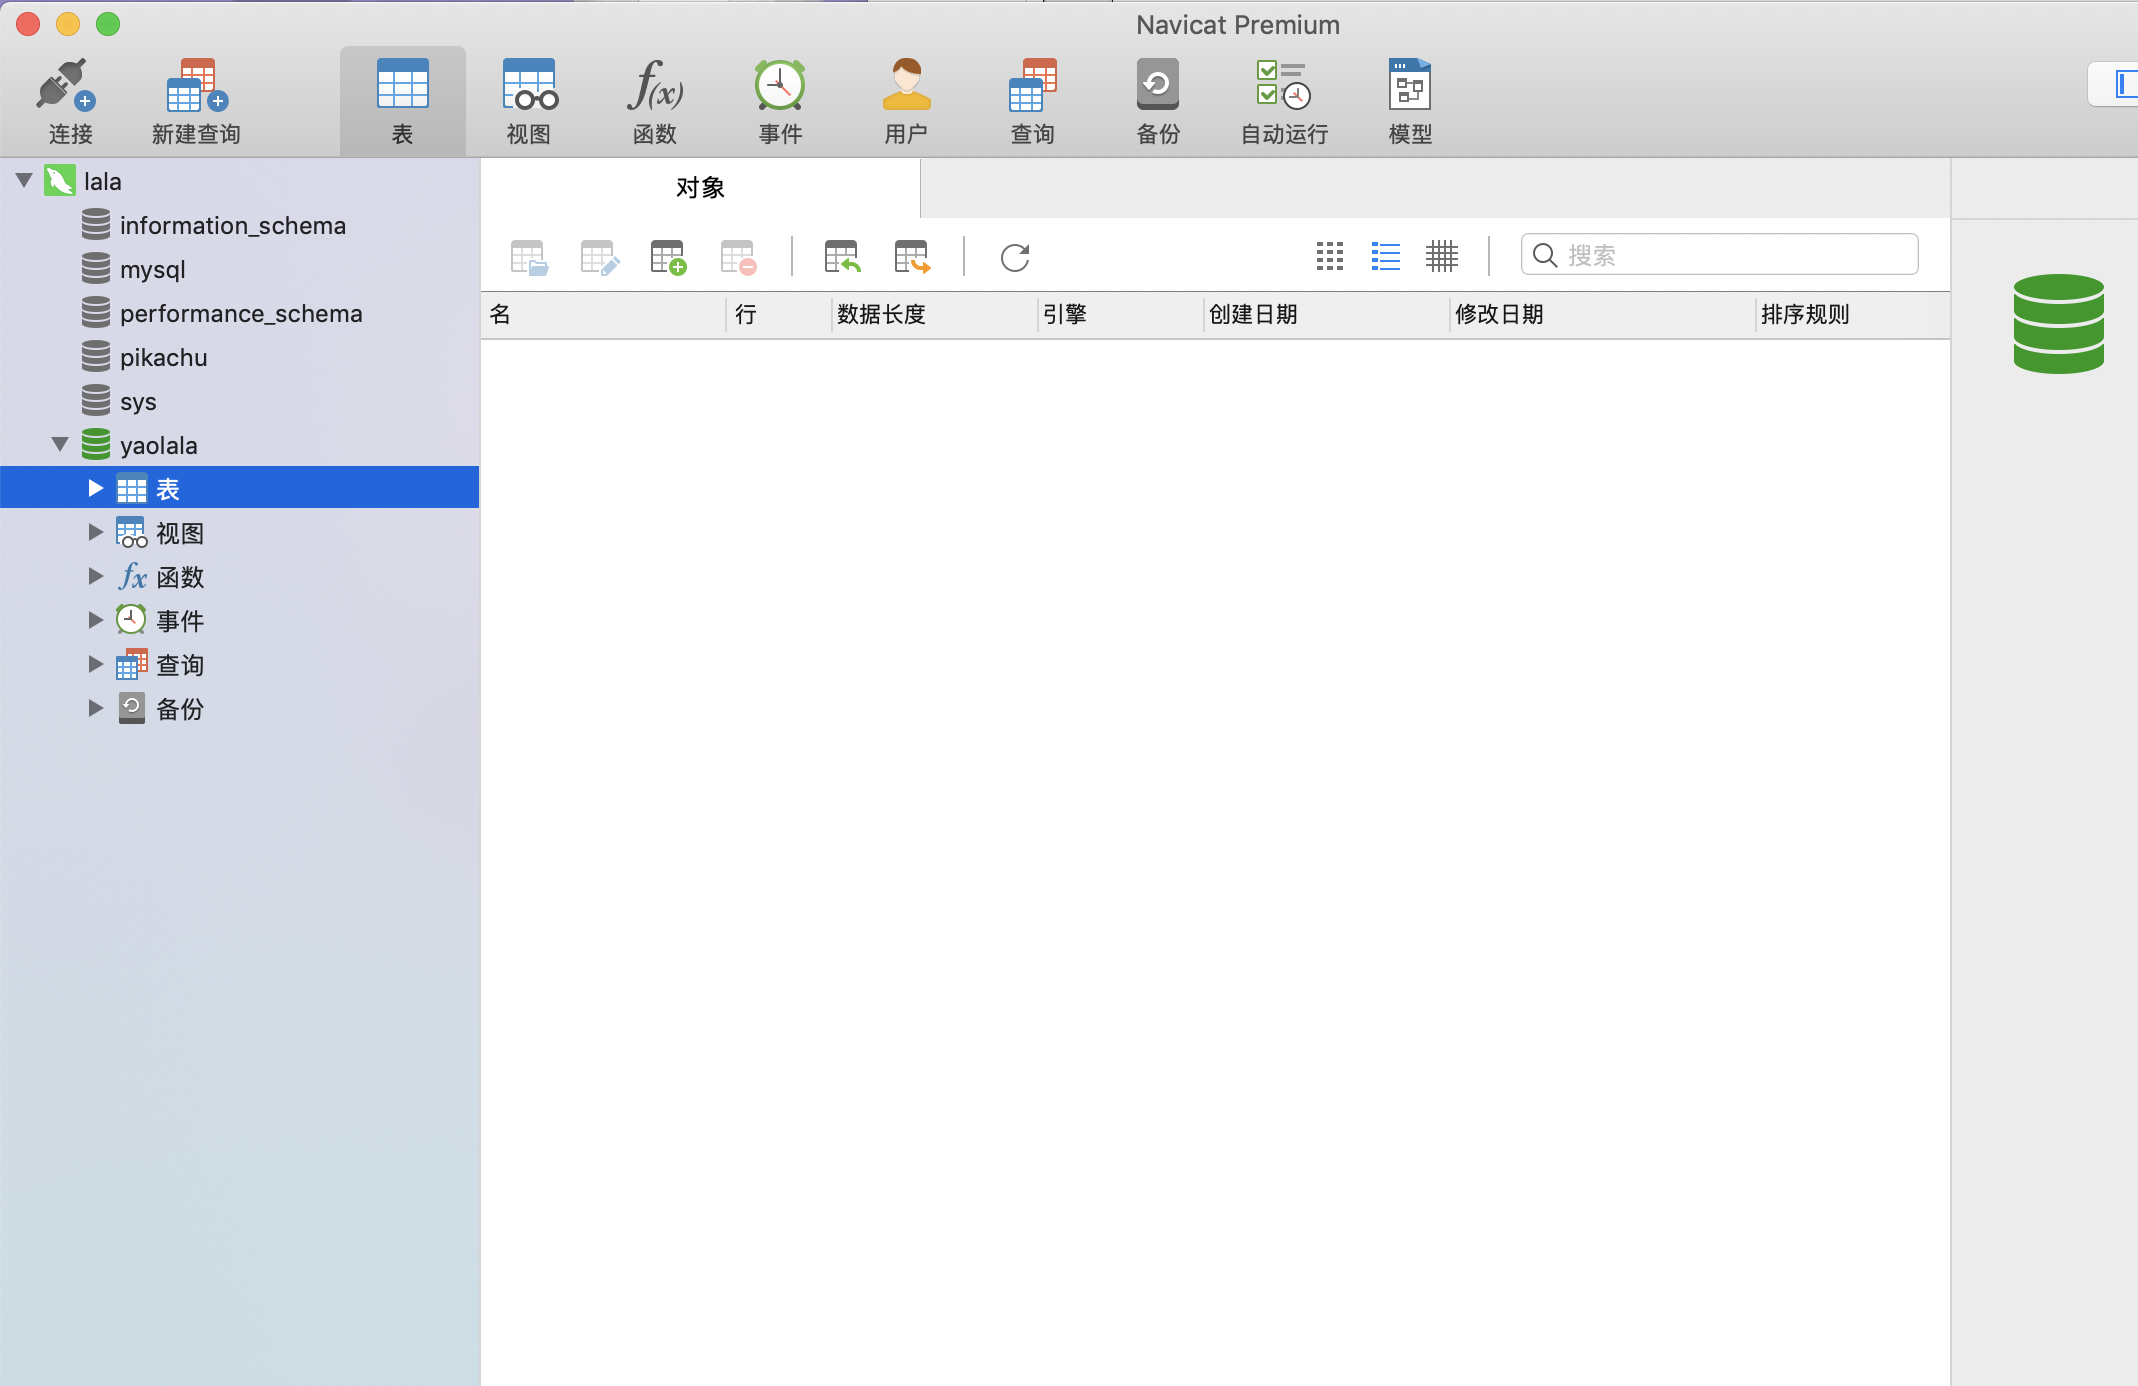 Navicat Premium
连接 新建查询 表 视图 函数 事件 用户 查询 备份 自动运行 模型
lala
information_schema
mysql
performance_schema
pikachu
sys
yaolala
表
视图
函数
事件
查询
备份
对象
搜索
名 行 数据长度 引擎 创建日期 修改日期 排序规则